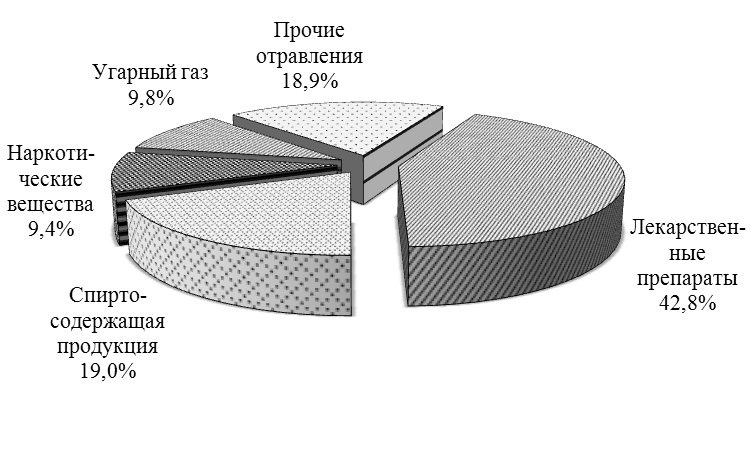 Прочие
отравления
18,9%
Угарный газ
9,8%
Наркоти-
ческие
вещества
9,4%
Лекарствен-
ные
препараты
42,8%
Спирто-
содержащая
продукция
19,0%